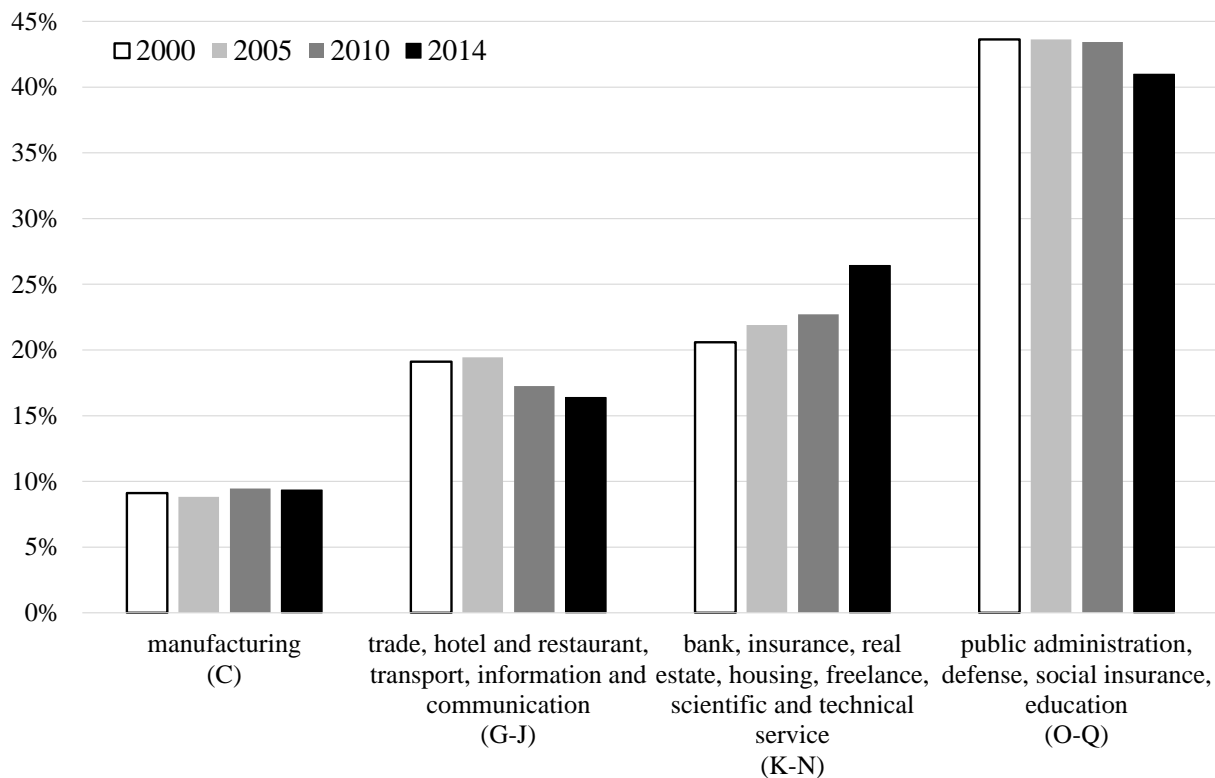 45%
2000 2005 2010 2014
40%
35%
30%
25%
20%
15%
10%
5%
0%
manufacturing
(C)
trade, hotel and restaurant,
transport, information and
communication
(G-J)
bank, insurance, real
estate, housing, freelance,
scientific and technical
service
(K-N)
public administration,
defense, social insurance,
education
(O-Q)